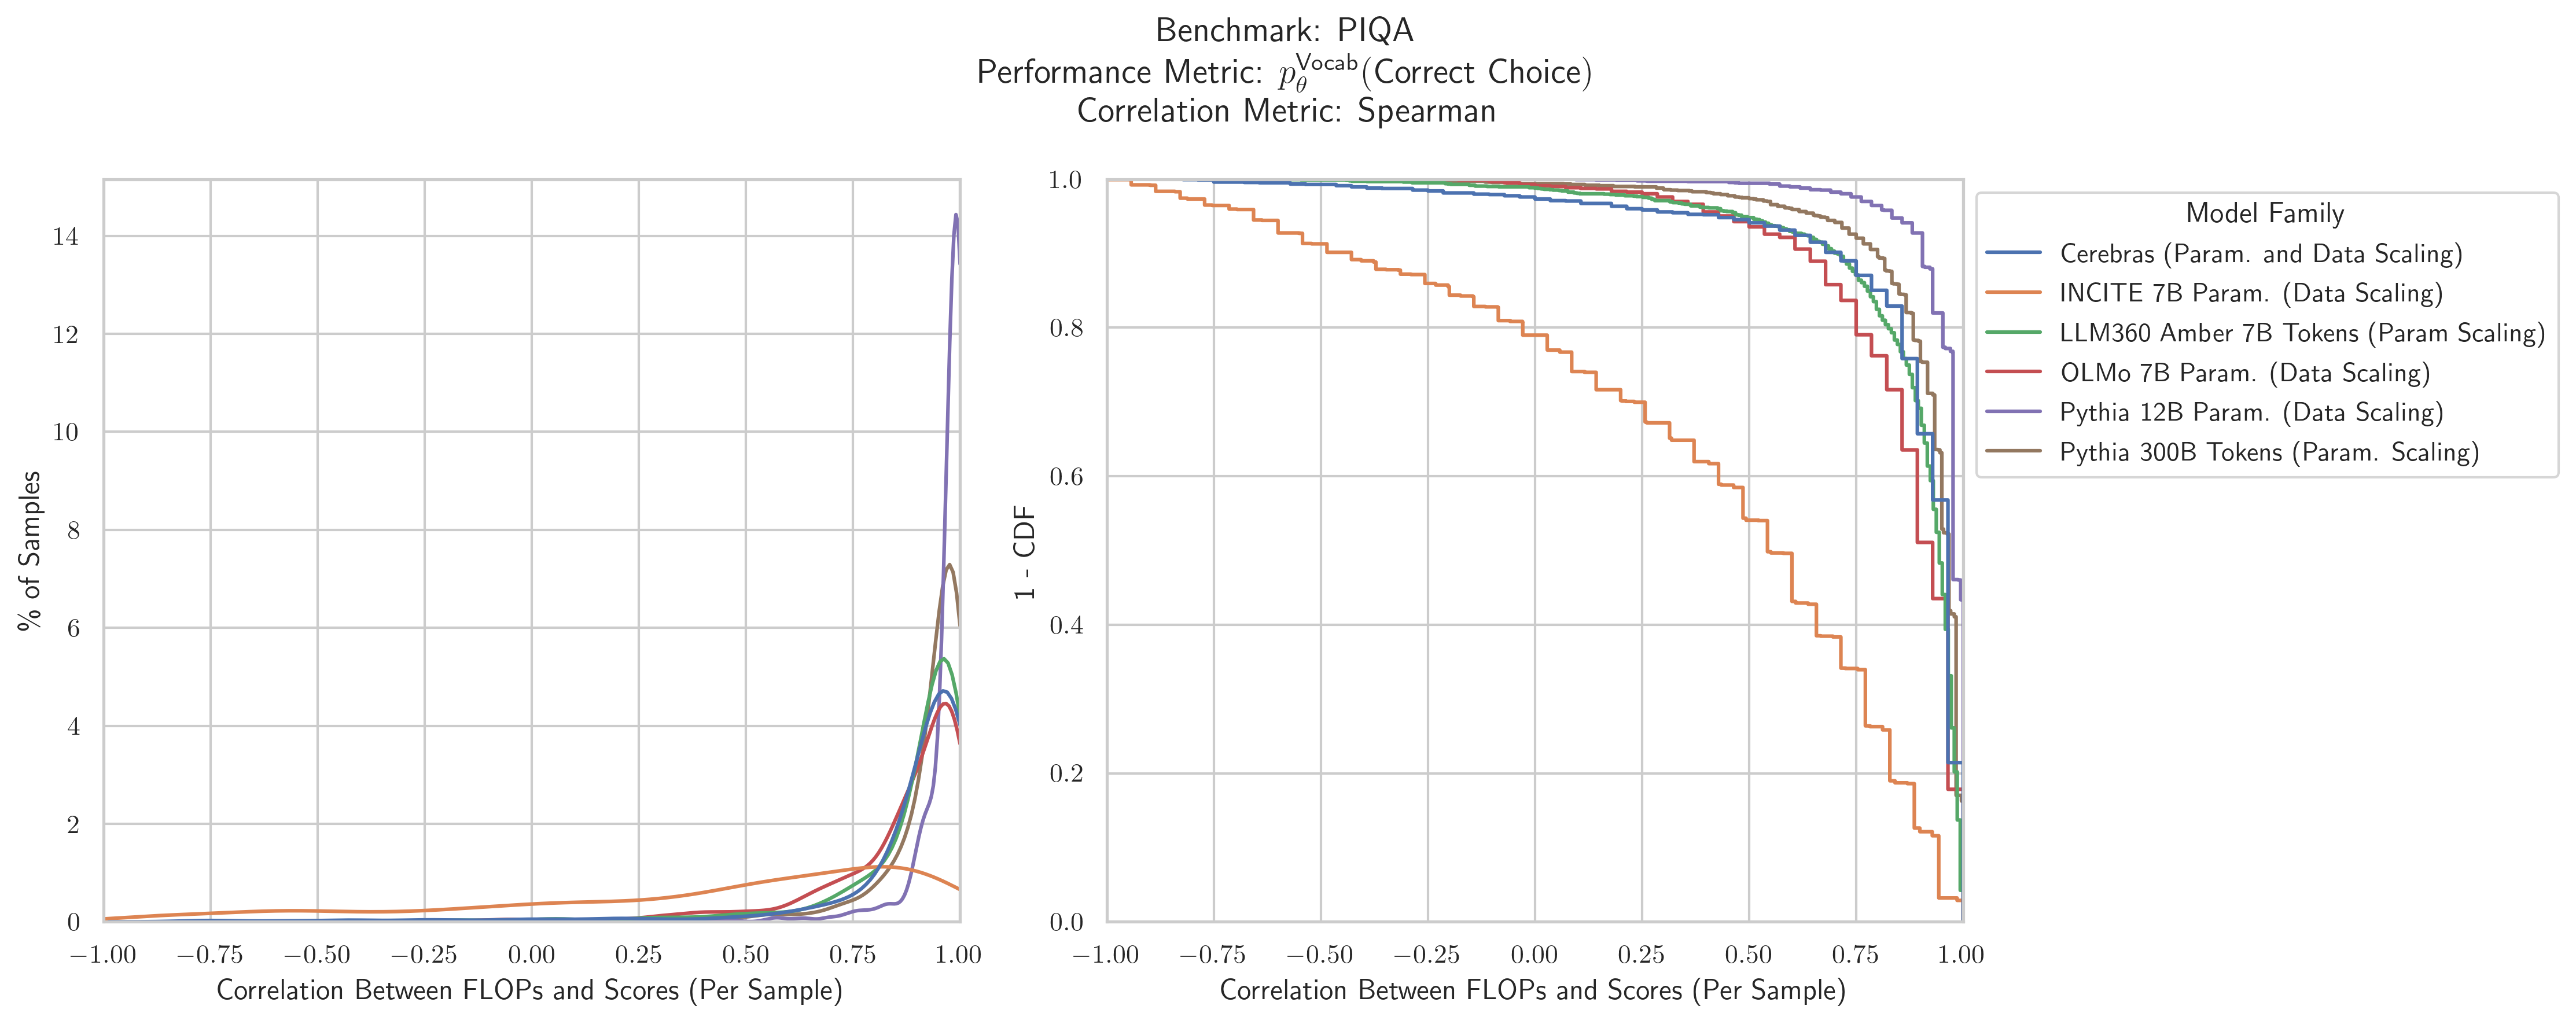 Benchmark: PIQA
Performance Metric: $p_\theta^{\text{Vocab}}$(Correct Choice)
Correlation Metric: Spearman
% of Samples
14
12
10
8
6
4
2
0
−1.00 −0.75 −0.50 −0.25 0.00 0.25 0.50 0.75 1.00
Correlation Between FLOPs and Scores (Per Sample)
1 - CDF
1.0
0.8
0.6
0.4
0.2
0.0
−1.00 −0.75 −0.50 −0.25 0.00 0.25 0.50 0.75 1.00
Correlation Between FLOPs and Scores (Per Sample)
Model Family
Cerebras (Param. and Data Scaling)
INCITE 7B Param. (Data Scaling)
LLM360 Amber 7B Tokens (Param Scaling)
OLMo 7B Param. (Data Scaling)
Pythia 12B Param. (Data Scaling)
Pythia 300B Tokens (Param. Scaling)